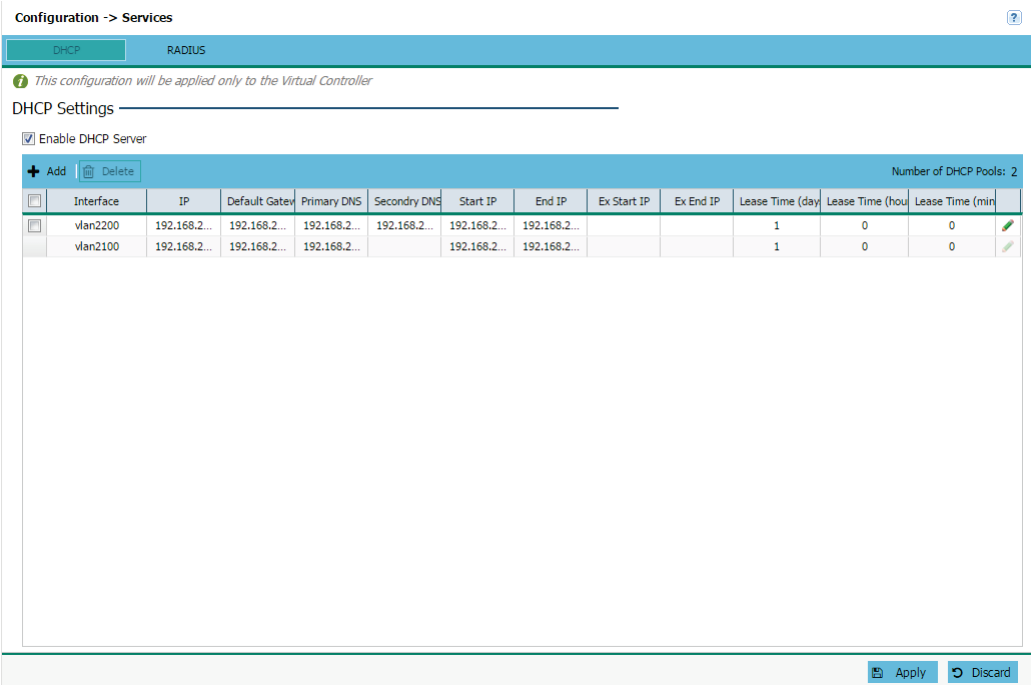 Configuration -> Services
?
DHCP RADIUS
i This configuration will be applied only to the Virtual Controller
DHCP Settings
Enable DHCP Server
Add Delete Number of DHCP Pools: 2
Interface IP Default Gatew Primary DNS Secondry DNS Start IP End IP Ex Start IP Ex End IP Lease Time (day Lease Time (hou Lease Time (min
vlan2200 192.168.2... 192.168.2... 192.168.2... 192.168.2... 192.168.2... 192.168.2... 1 0 0
vlan2100 192.168.2... 192.168.2... 192.168.2... 192.168.2... 192.168.2... 1 0 0
Apply Discard